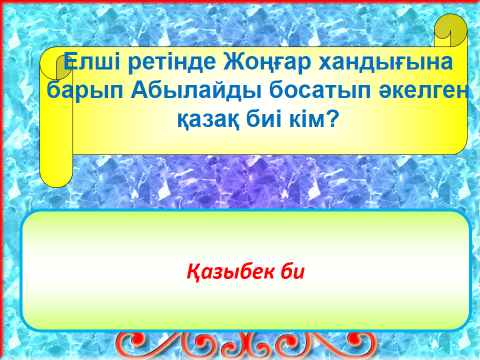 Елші ретінде Жоңғар хандығына
барып Абылайды босатып әкелген
қазақ биі кім?
Қазыбек би